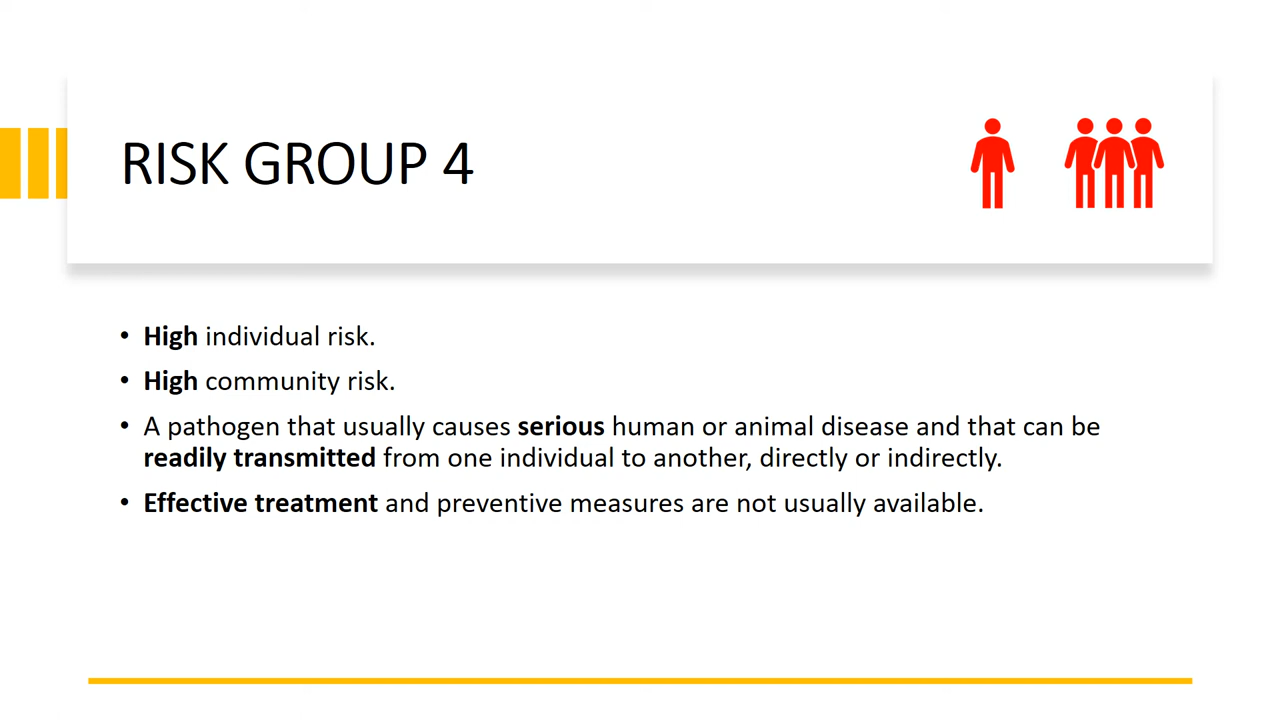 RISK GROUP 4
• High individual risk.
• High community risk.
• A pathogen that usually causes serious human or animal disease and that can be
readily transmitted from one individual to another, directly or indirectly.
• Effective treatment and preventive measures are not usually available.